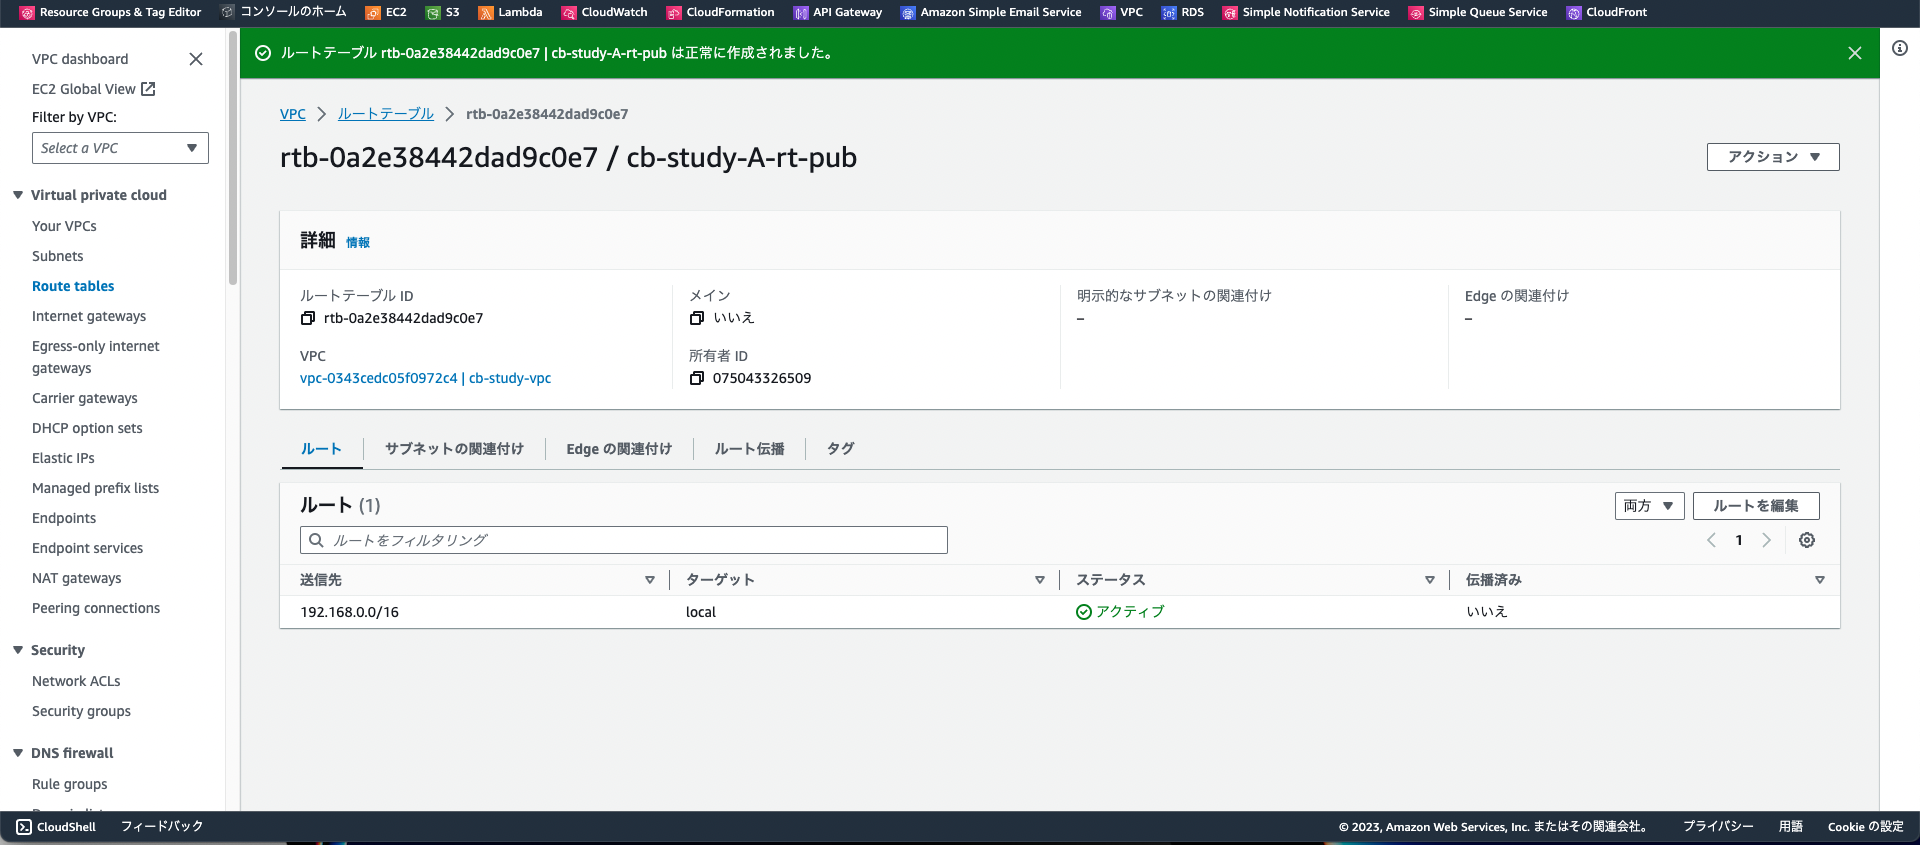 Resource Groups & Tag Editor コンソールのホーム EC2 S3 Lambda CloudWatch CloudFormation API Gateway Amazon Simple Email Service VPC RDS Simple Notification Service Simple Queue Service CloudFront
VPC dashboard
EC2 Global View
Filter by VPC:
Select a VPC
Virtual private cloud
Your VPCs
Subnets
Route tables
Internet gateways
Egress-only internet
gateways
Carrier gateways
DHCP option sets
Elastic IPs
Managed prefix lists
Endpoints
Endpoint services
NAT gateways
Peering connections
Security
Network ACLs
Security groups
DNS firewall
Rule groups
ルートテーブル rtb-0a2e38442dad9c0e7 | cb-study-A-rt-pub は正常に作成されました。
VPC ルートテーブル rtb-0a2e38442dad9c0e7
rtb-0a2e38442dad9c0e7 / cb-study-A-rt-pub
アクション
詳細 情報
ルートテーブル ID メイン 明示的なサブネットの関連付け Edge の関連付け
rtb-0a2e38442dad9c0e7 いいえ – –
VPC 所有者 ID
vpc-0343cedc05f0972c4 | cb-study-vpc 075043326509
ルート サブネットの関連付け Edge の関連付け ルート伝播 タグ
ルート (1) 両方 ルートを編集
ルートをフィルタリング 1
送信先 ターゲット ステータス 伝播済み
192.168.0.0/16 local アクティブ いいえ
CloudShell フィードバック © 2023, Amazon Web Services, Inc. またはその関連会社。 プライバシー 用語 Cookie の設定